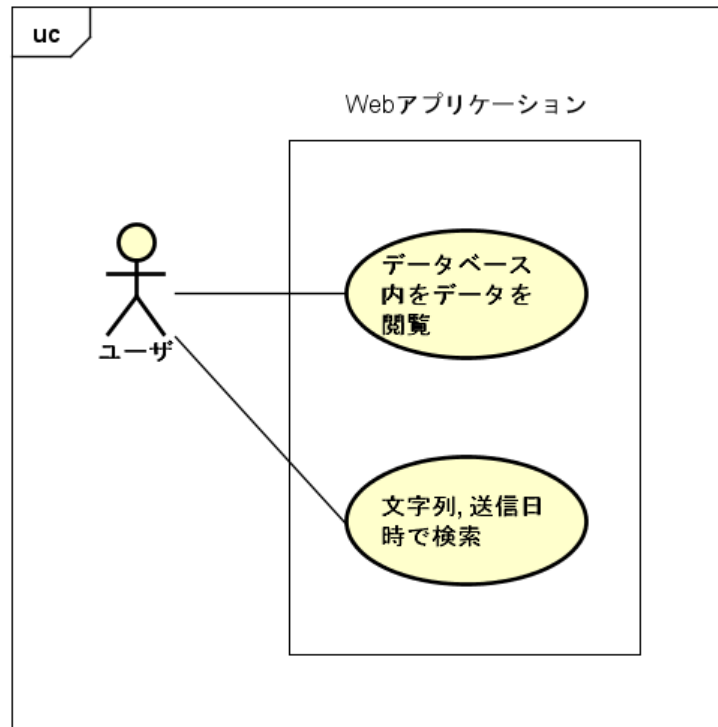 uc
Webアプリケーション
データベース
内をデータを
閲覧
ユーザ
文字列, 送信日
時で検索